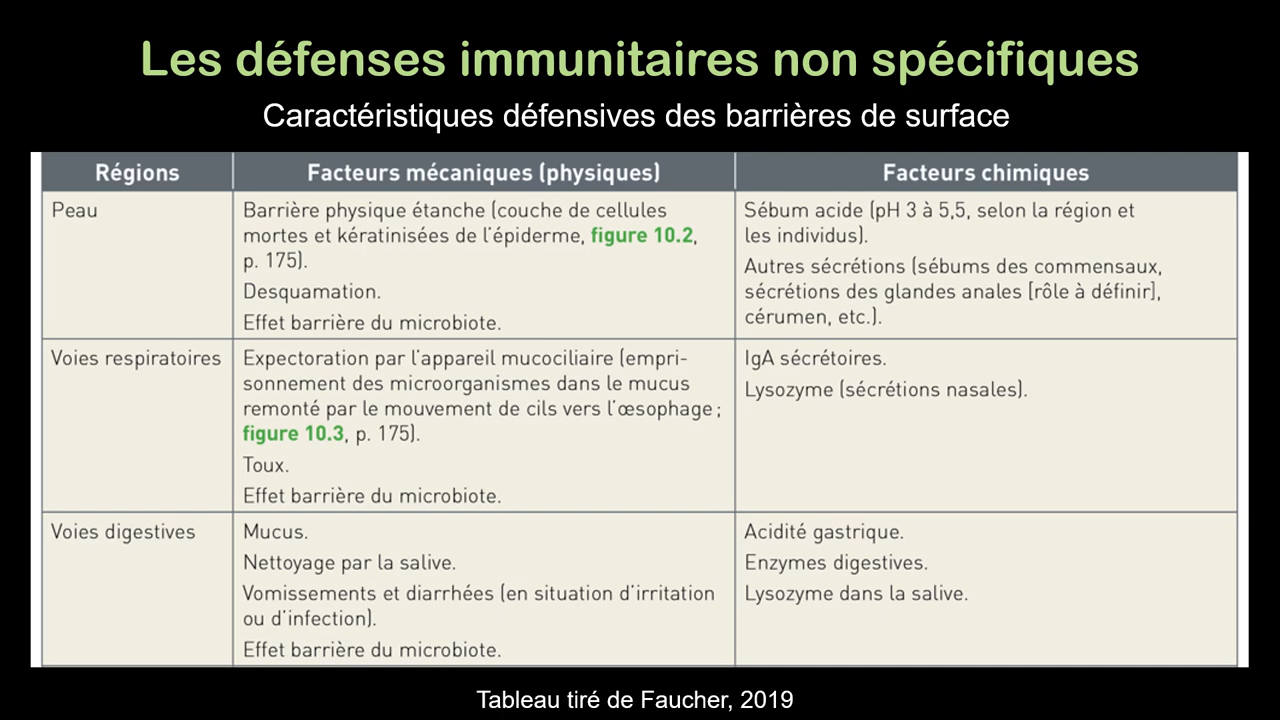 Les défenses immunitaires non spécifiques
Caractéristiques défensives des barrières de surface
Régions
Facteurs mécaniques (physiques)
Facteurs chimiques
Peau
Barrière physique étanche (couche de cellules
mortes et kératinisées de l'épiderme, figure 10.2,
p. 175).
Desquamation.
Effet barrière du microbiote.
Sébum acide (pH 3 à 5,5, selon la région et
les individus).
Autres sécrétions (sébums des commensaux,
sécrétions des glandes anales [rôle à définir],
cérumen, etc.).
Voies respiratoires
Expectoration par l'appareil mucociliaire (empri-
sonnement des microorganismes dans le mucus
remonté par le mouvement de cils vers l'œsophage ;
figure 10.3, p. 175).
Toux.
Effet barrière du microbiote.
IgA sécrétoires.
Lysozyme (sécrétions nasales).
Voies digestives
Mucus.
Nettoyage par la salive.
Vomissements et diarrhées (en situation d'irritation
ou d'infection).
Effet barrière du microbiote.
Acidité gastrique.
Enzymes digestives.
Lysozyme dans la salive.
Tableau tiré de Faucher, 2019